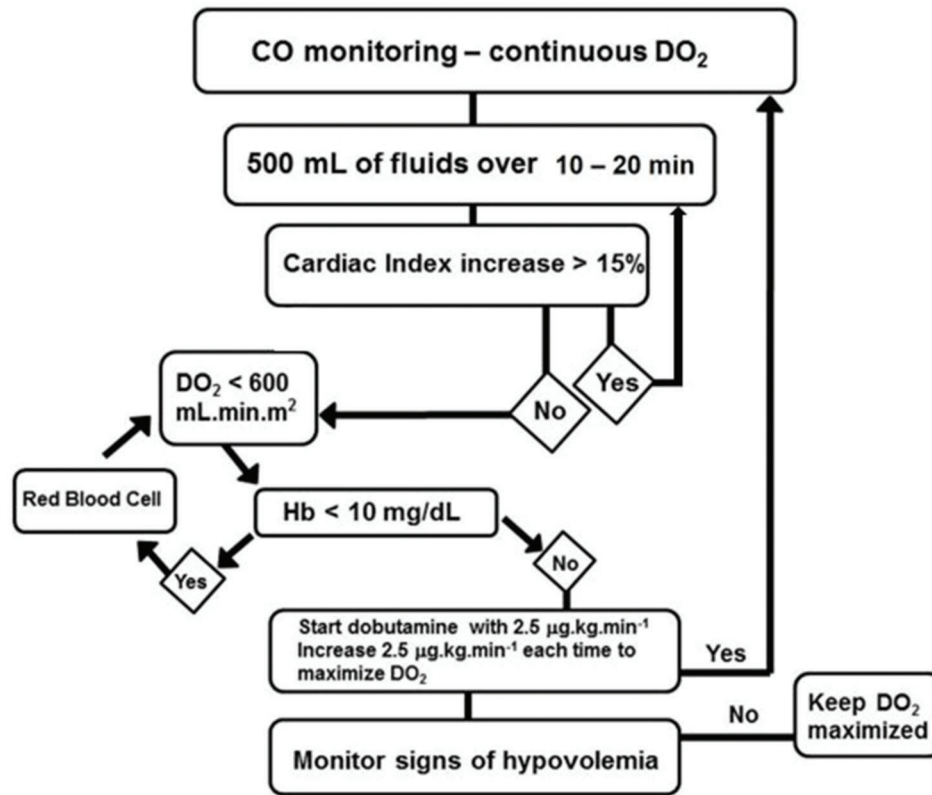 CO monitoring – continuous DO₂
500 mL of fluids over 10 – 20 min
Cardiac Index increase > 15%
DO₂ < 600
mL.min.m²
No
Yes
Red Blood Cell
Hb < 10 mg/dL
Yes
No
Start dobutamine with 2.5 µg.kg.min⁻¹
Increase 2.5 µg.kg.min⁻¹ each time to
maximize DO₂
Yes
No
Keep DO₂
maximized
Monitor signs of hypovolemia